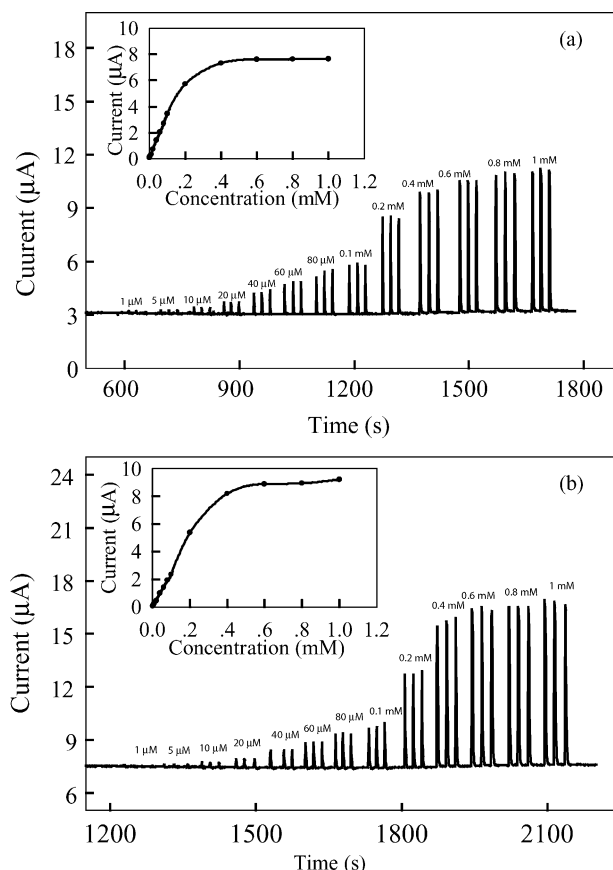 (a)
18
15
12
9
6
3
0
Cuurent (μA)
600 900 1200 1500 1800
Time (s)
10
8
6
4
2
0
Current (μA)
0.0 .2 .4 .6 .8 1.0 1.2
Concentration (mM)
1 μM 5 μM 10 μM 20 μM 40 μM 60 μM 80 μM 0.1 mM 0.2 mM 0.4 mM 0.6 mM 0.8 mM 1 mM
(b)
24
21
18
15
12
9
6
Current (μA)
1200 1500 1800 2100
Time (s)
10
8
6
4
2
0
Current (μA)
0.0 .2 .4 .6 .8 1.0 1.2
Concentration (mM)
1 μM 5 μM 10 μM 20 μM 40 μM 60 μM 80 μM 0.1 mM 0.2 mM 0.4 mM 0.6 mM 0.8 mM 1 mM